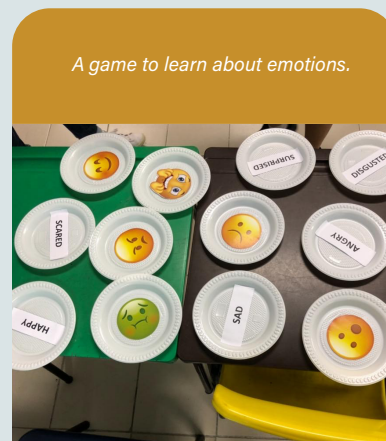 A game to learn about emotions.
SURPRISED
DISGUSTED
SCARED
ANGRY
HAPPY
SAD